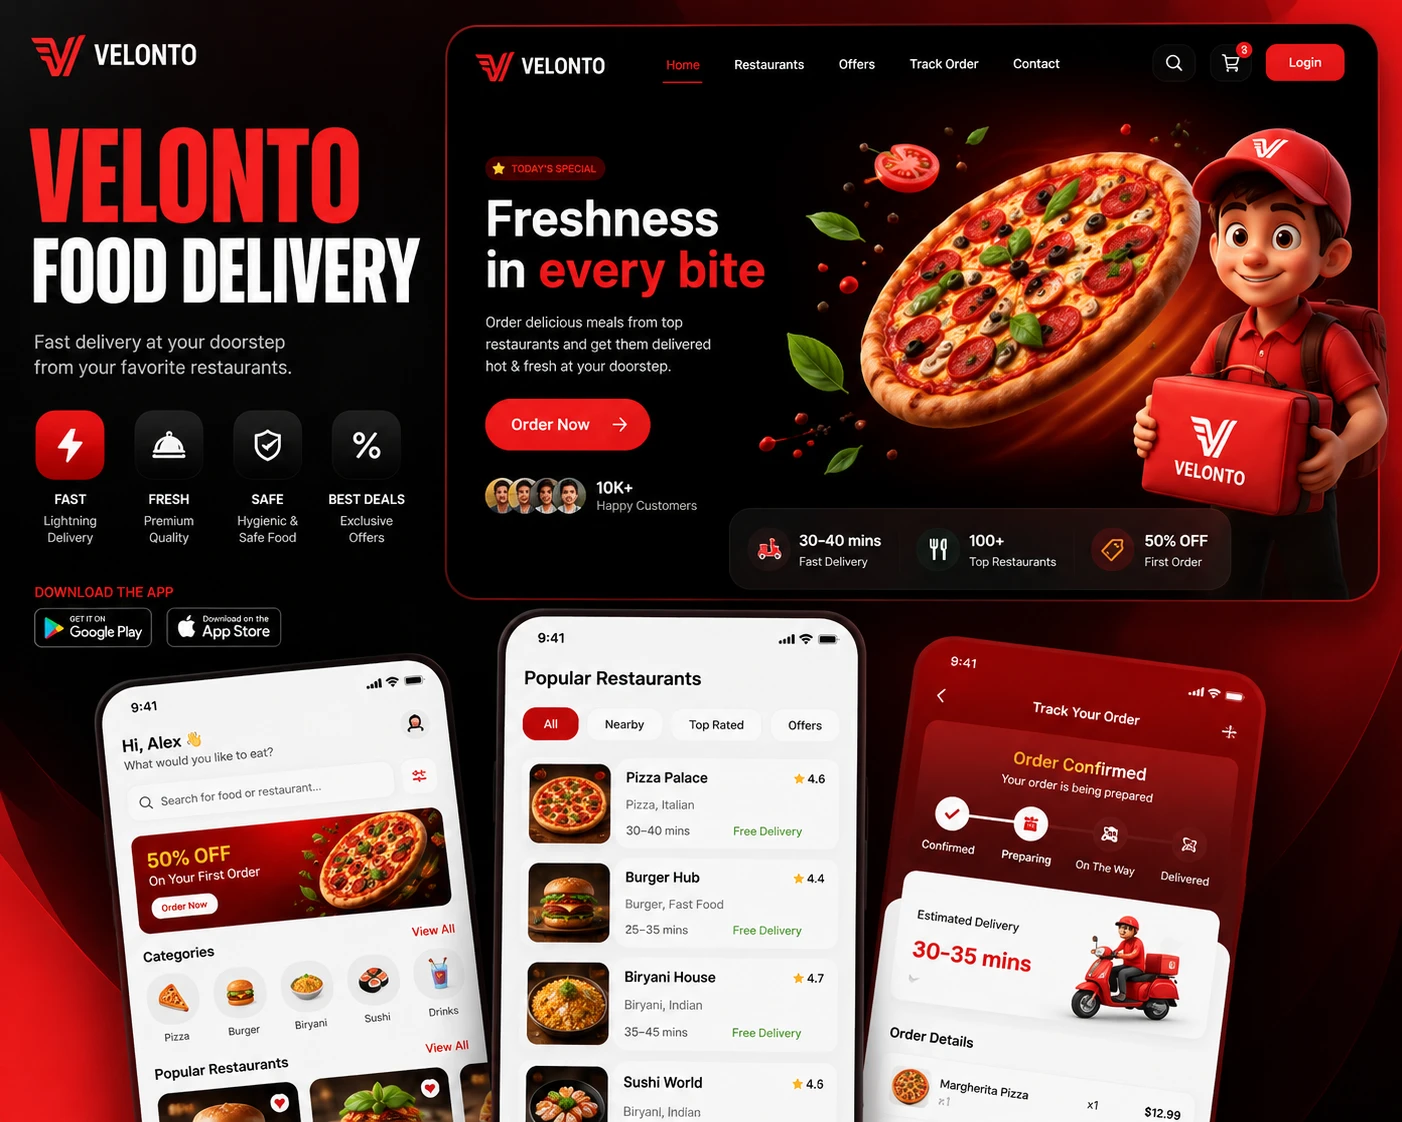 VELONTO
VELONTO
FOOD DELIVERY
Fast delivery at your doorstep
from your favorite restaurants.
FAST
Lightning
Delivery
FRESH
Premium
Quality
SAFE
Hygienic &
Safe Food
BEST DEALS
Exclusive
Offers
DOWNLOAD THE APP
GET IT ON
Google Play
Download on the
App Store
VELONTO
Home
Restaurants
Offers
Track Order
Contact
3
Login
TODAY'S SPECIAL
Freshness
in every bite
Order delicious meals from top
restaurants and get them delivered
hot & fresh at your doorstep.
Order Now
10K+
Happy Customers
VELONTO
30-40 mins
Fast Delivery
100+
Top Restaurants
50% OFF
First Order
9:41
Hi, Alex 👋
What would you like to eat?
Search for food or restaurant...
50% OFF
On Your First Order
Order Now
Categories
View All
Pizza
Burger
Biryani
Sushi
Drinks
Popular Restaurants
View All
9:41
Popular Restaurants
All
Nearby
Top Rated
Offers
Pizza Palace
4.6
Pizza, Italian
30-40 mins
Free Delivery
Burger Hub
4.4
Burger, Fast Food
25-35 mins
Free Delivery
Biryani House
4.7
Biryani, Indian
35-45 mins
Free Delivery
Sushi World
4.6
Biryani, Indian
9:41
Track Your Order
Order Confirmed
Your order is being prepared
Confirmed
Preparing
On The Way
Delivered
Estimated Delivery
30-35 mins
Order Details
Margherita Pizza
x1
x1
$12.99